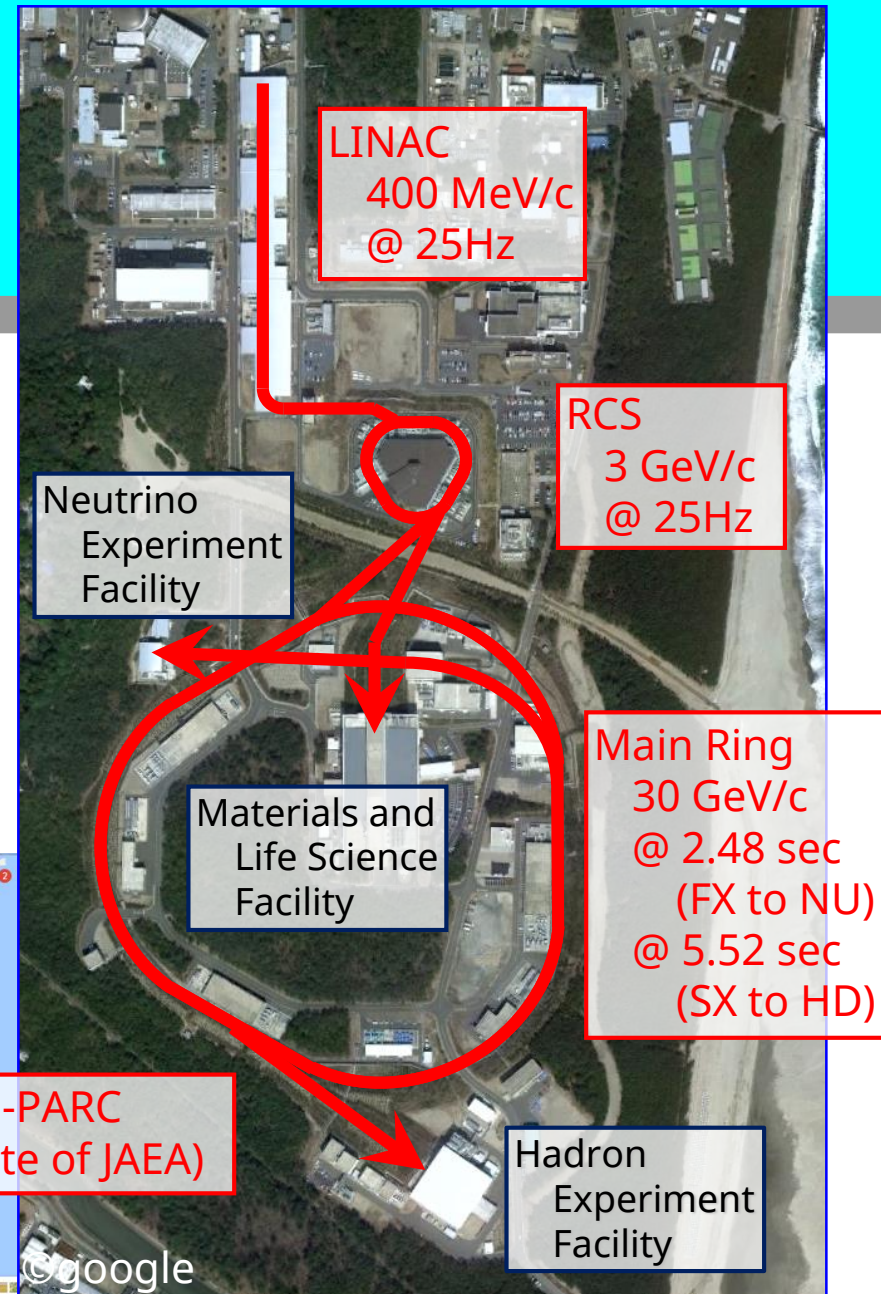 LINAC
400 MeV/c
@ 25Hz
RCS
3 GeV/c
@ 25Hz
Neutrino
Experiment
Facility
Materials and
Life Science
Facility
Main Ring
30 GeV/c
@ 2.48 sec
(FX to NU)
@ 5.52 sec
(SX to HD)
2
-PARC
te of JAEA)
Hadron
Experiment
Facility
©google